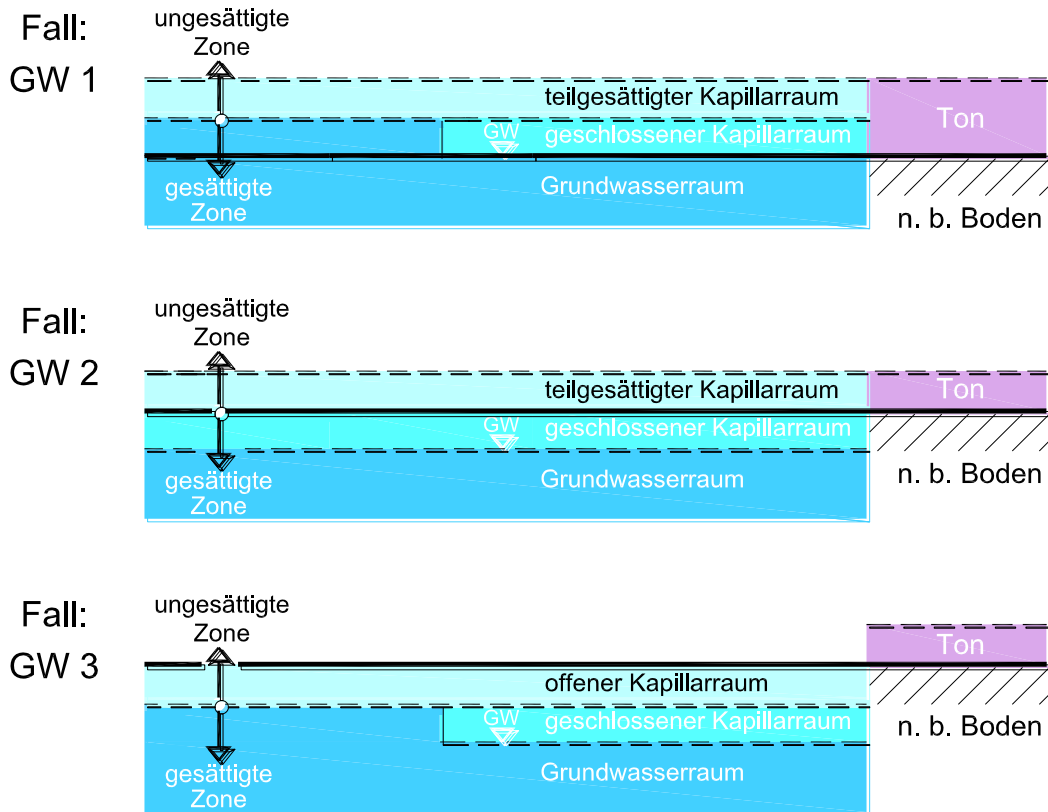 Fall:
GW 1
ungesättigte
Zone
teilgesättigter Kapillarraum
GW
geschlossener Kapillarraum
Ton
gesättigte
Zone
Grundwasserraum
n. b. Boden
Fall:
GW 2
ungesättigte
Zone
teilgesättigter Kapillarraum
Ton
GW
geschlossener Kapillarraum
gesättigte
Zone
Grundwasserraum
n. b. Boden
Fall:
GW 3
ungesättigte
Zone
Ton
offener Kapillarraum
GW
geschlossener Kapillarraum
n. b. Boden
gesättigte
Zone
Grundwasserraum